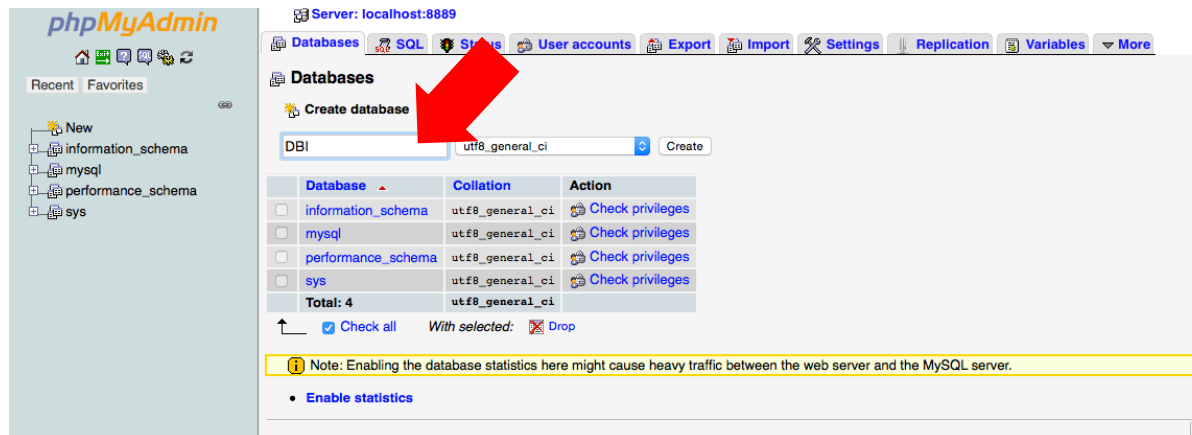 phpMyAdmin
Recent Favorites
New
information_schema
mysql
performance_schema
sys
Server: localhost:8889
Databases SQL Status User accounts Export Import Settings Replication Variables More
Databases
Create database
DBI utf8_general_ci Create
Database Collation Action
information_schema utf8_general_ci Check privileges
mysql utf8_general_ci Check privileges
performance_schema utf8_general_ci Check privileges
sys utf8_general_ci Check privileges
Total: 4 utf8_general_ci
Check all With selected: Drop
Note: Enabling the database statistics here might cause heavy traffic between the web server and the MySQL server.
Enable statistics